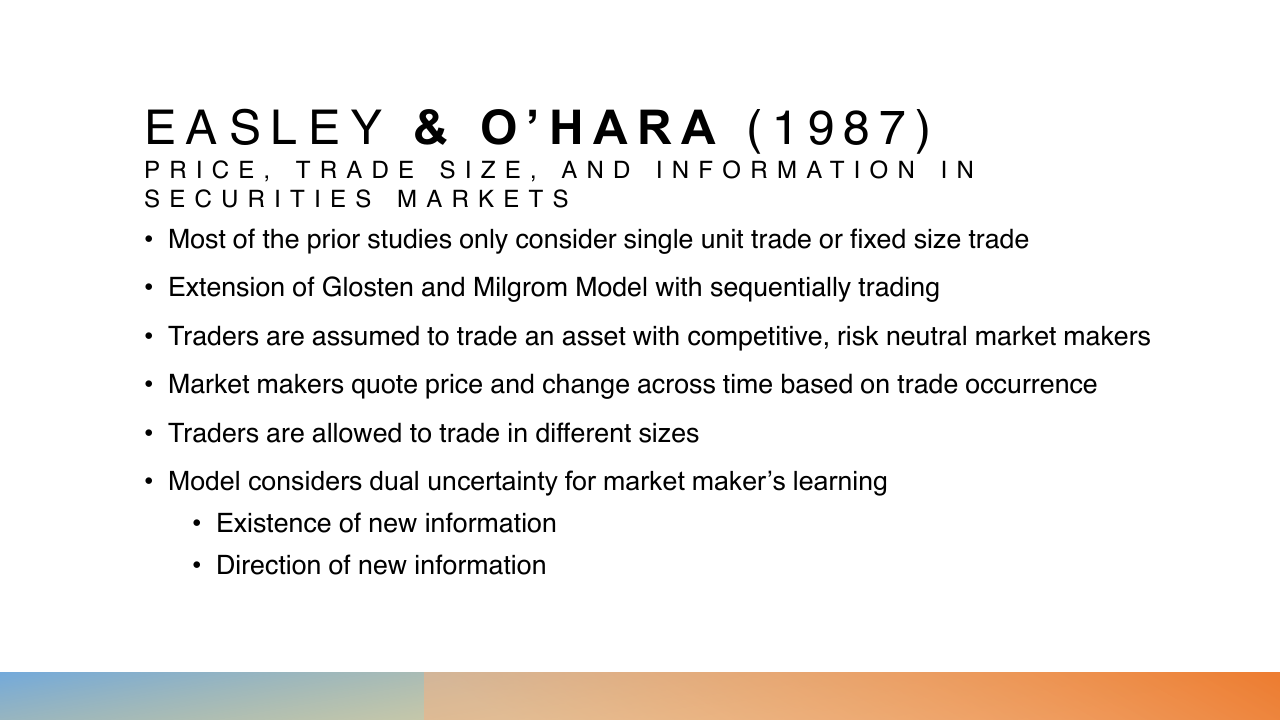 EASLEY & O’HARA (1987)
PRICE, TRADE SIZE, AND INFORMATION IN
SECURITIES MARKETS
• Most of the prior studies only consider single unit trade or fixed size trade
• Extension of Glosten and Milgrom Model with sequentially trading
• Traders are assumed to trade an asset with competitive, risk neutral market makers
• Market makers quote price and change across time based on trade occurrence
• Traders are allowed to trade in different sizes
• Model considers dual uncertainty for market maker’s learning
• Existence of new information
• Direction of new information